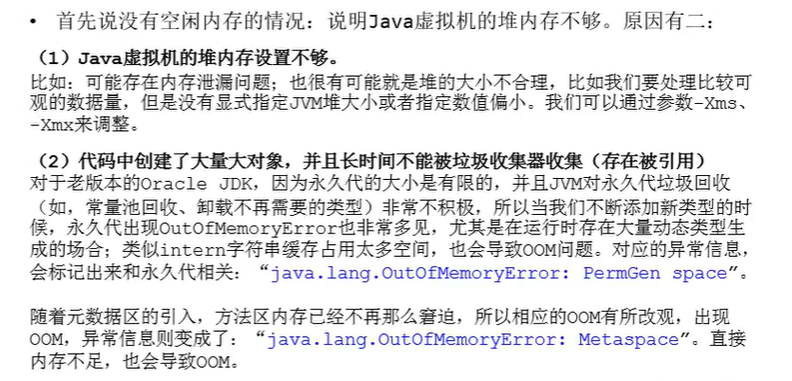 • 首先说没有空闲内存的情况：说明Java虚拟机的堆内存不够。原因有二：
（1）Java虚拟机的堆内存设置不够。
比如：可能存在内存泄漏问题；也很有可能就是堆的大小不合理，比如我们要处理比较可
观的数据量，但是没有显式指定JVM堆大小或者指定数值偏小。我们可以通过参数-Xms、
-Xmx来调整。
（2）代码中创建了大量大对象，并且长时间不能被垃圾收集器收集（存在被引用）
对于老版本的Oracle JDK，因为永久代的大小是有限的，并且JVM对永久代垃圾回收
（如，常量池回收、卸载不再需要的类型）非常不积极，所以当我们不断添加新类型的时
候，永久代出现OutOfMemoryError也非常多见，尤其是在运行时存在大量动态类型生
成的场合；类似intern字符串缓存占用太多空间，也会导致OOM问题。对应的异常信息，
会标记出来和永久代相关：“java.lang.OutOfMemoryError: PermGen space”。
随着元数据区的引入，方法区内存已经不再那么窘迫，所以相应的OOM有所改观，出现
OOM，异常信息则变成了：“java.lang.OutOfMemoryError: Metaspace”。直接
内存不足，也会导致OOM。